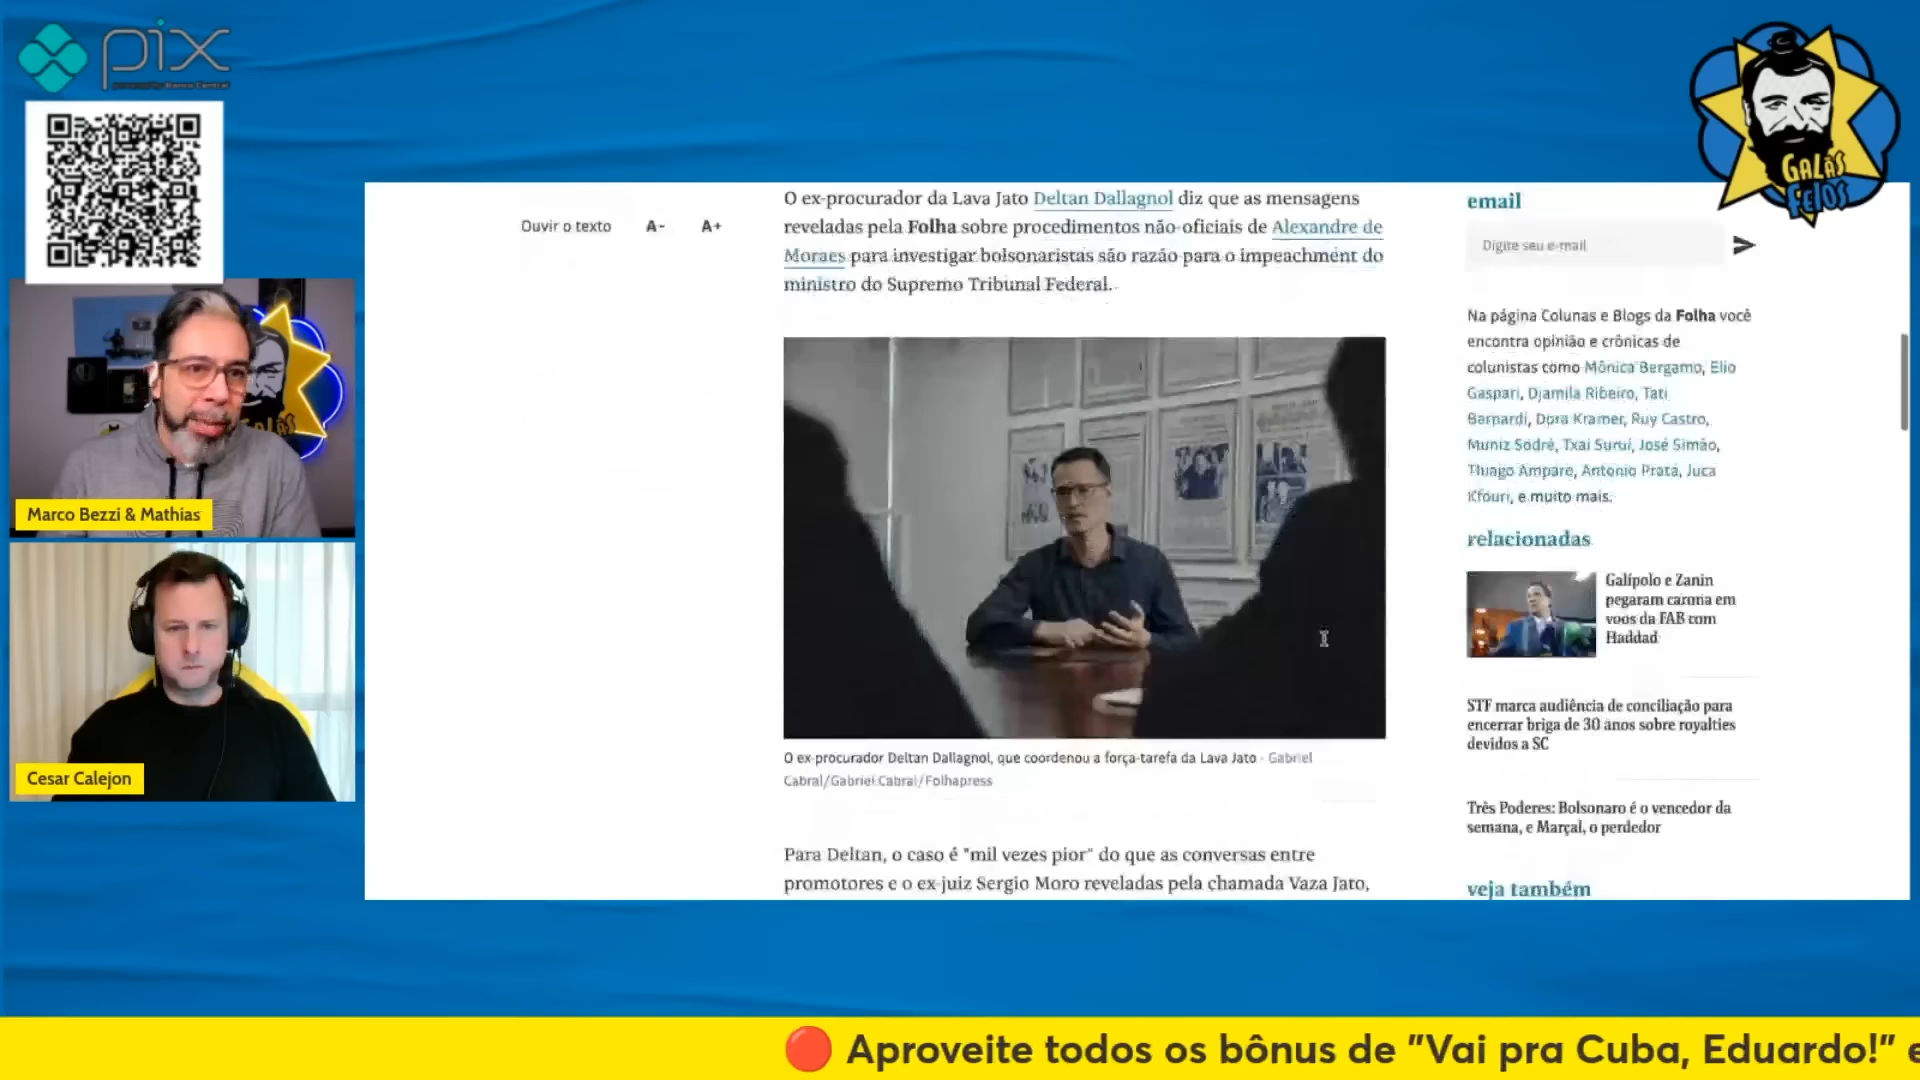 pix
powered by Banco Central
GALÃS
FEIOS
Marco Bezzi & Mathias
Cesar Calejon
Ouvir o texto A- A+
O ex-procurador da Lava Jato Deltan Dallagnol diz que as mensagens
reveladas pela Folha sobre procedimentos não oficiais de Alexandre de
Moraes para investigar bolsonaristas são razão para o impeachment do
ministro do Supremo Tribunal Federal.
O ex-procurador Deltan Dallagnol, que coordenou a força-tarefa da Lava Jato - Gabriel
Cabral/Gabriel Cabral/Folhapress
Para Deltan, o caso é "mil vezes pior" do que as conversas entre
promotores e o ex-juiz Sergio Moro reveladas pela chamada Vaza Jato,
email
Digite seu e-mail
Na página Colunas e Blogs da Folha você
encontra opinião e crônicas de
colunistas como Mônica Bergamo, Elio
Gaspari, Djamila Ribeiro, Tati
Bernardi, Dora Kramer, Ruy Castro,
Muniz Sodré, Txai Suruí, José Simão,
Thiago Amparo, Antonio Prata, Juca
Kfouri, e muito mais.
relacionadas
Galípolo e Zanin
pegaram carona em
voos da FAB com
Haddad
STF marca audiência de conciliação para
encerrar briga de 30 anos sobre royalties
devidos a SC
Três Poderes: Bolsonaro é o vencedor da
semana, e Marçal, o perdedor
veja também
Aproveite todos os bônus de "Vai pra Cuba, Eduardo!" e